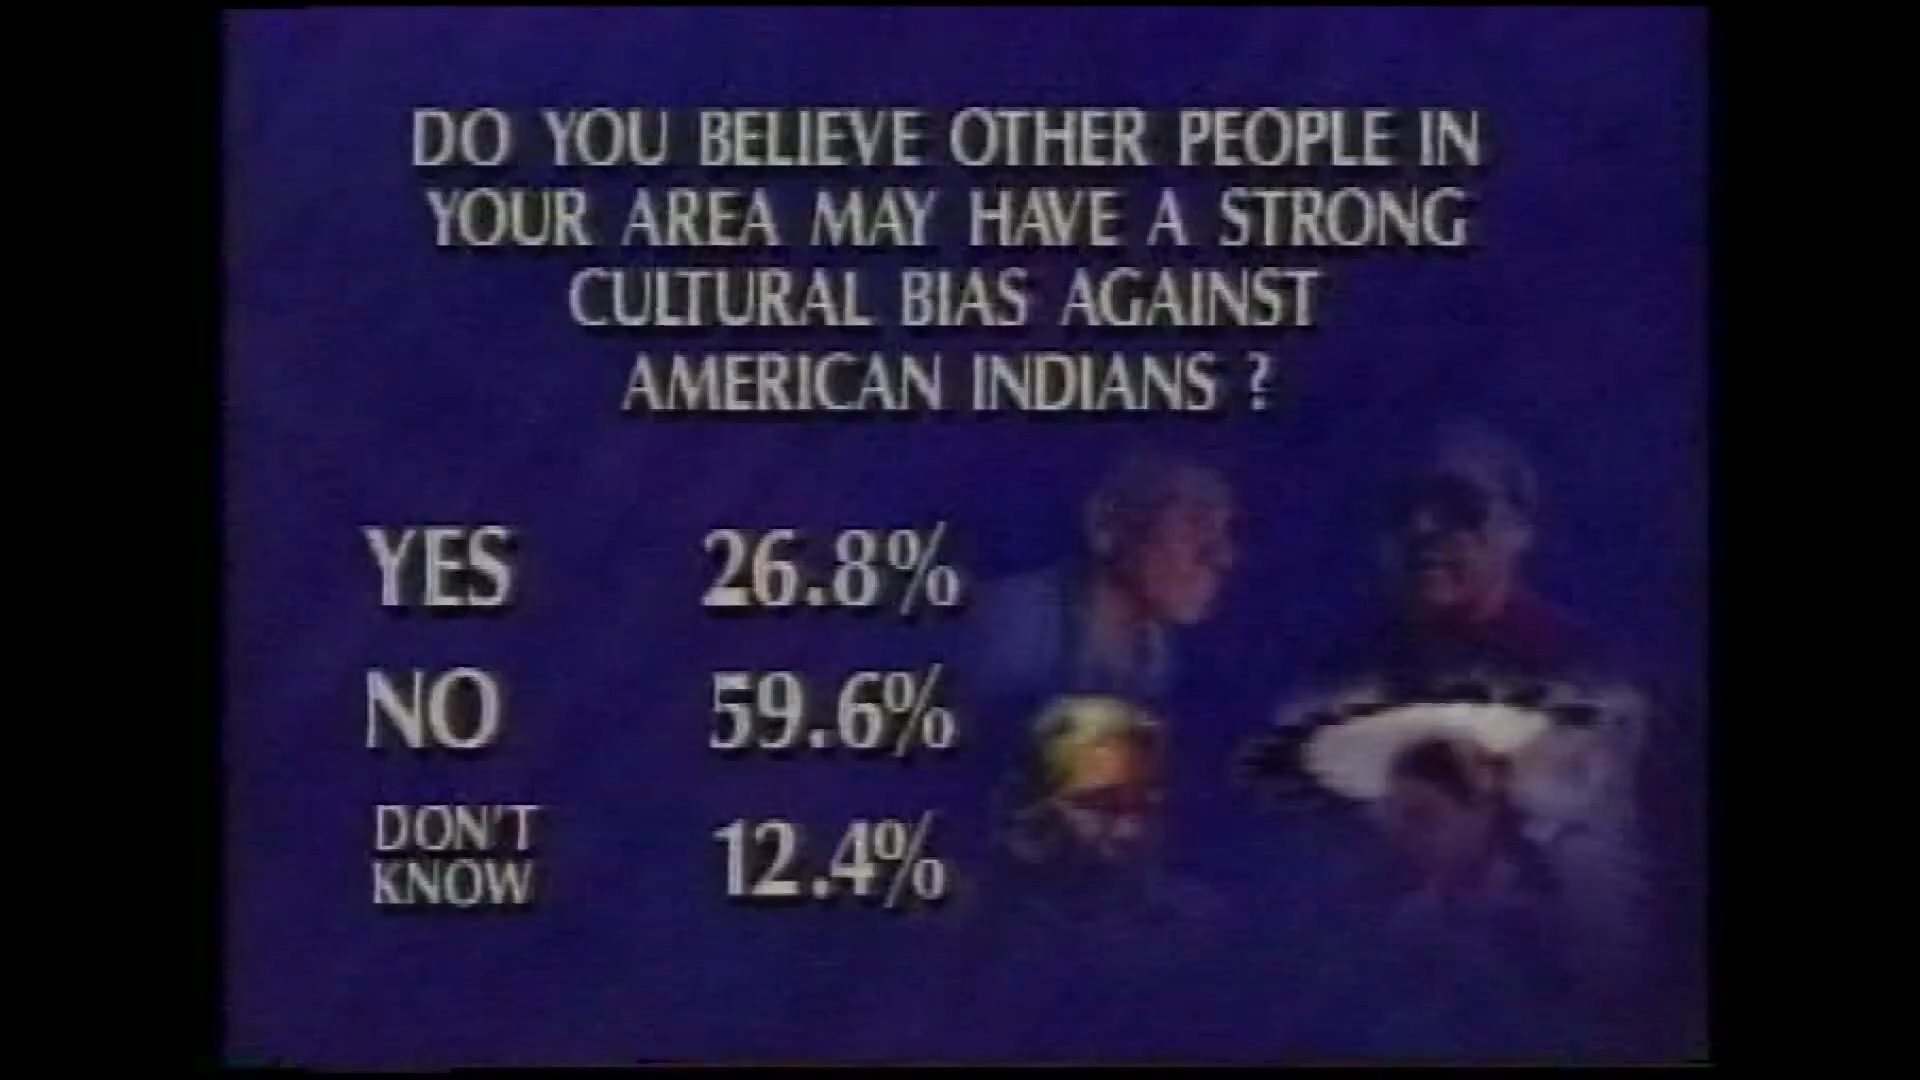 DO YOU BELIEVE OTHER PEOPLE IN
YOUR AREA MAY HAVE A STRONG
CULTURAL BIAS AGAINST
AMERICAN INDIANS ?
YES 26.8%
NO 59.6%
DON'T
KNOW 12.4%